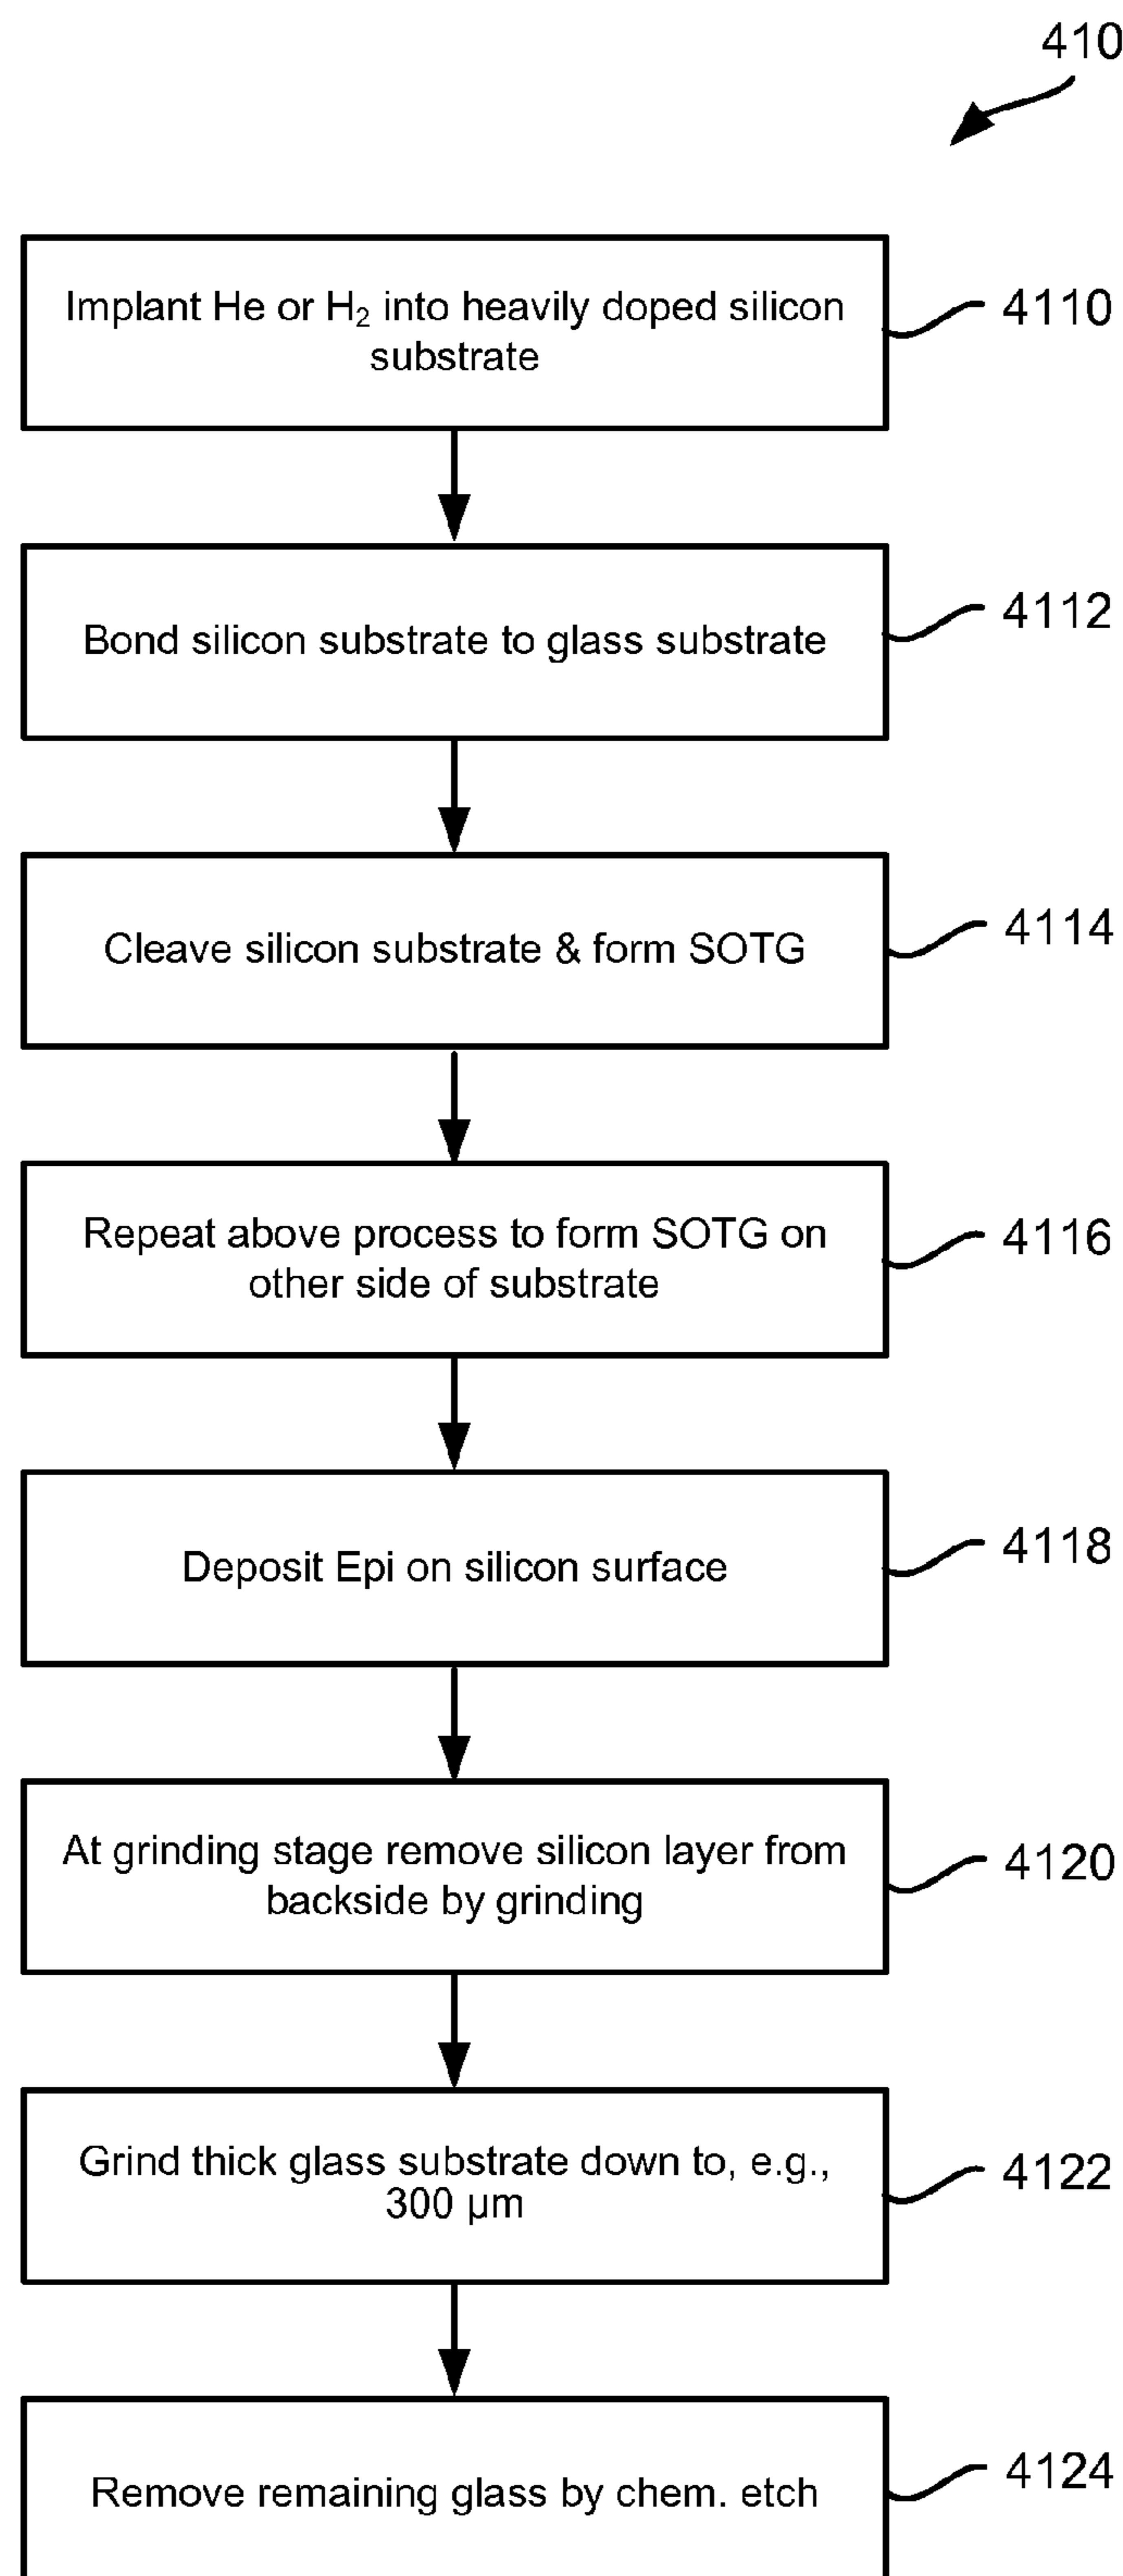 410
Implant He or H₂ into heavily doped silicon
substrate
4110
Bond silicon substrate to glass substrate
4112
Cleave silicon substrate & form SOTG
4114
Repeat above process to form SOTG on
other side of substrate
4116
Deposit Epi on silicon surface
4118
At grinding stage remove silicon layer from
backside by grinding
4120
Grind thick glass substrate down to, e.g.,
300 µm
4122
Remove remaining glass by chem. etch
4124